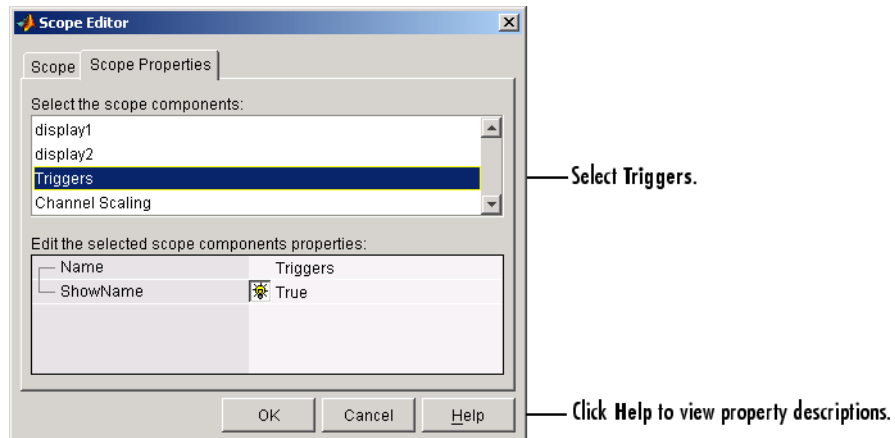 Scope Editor
Scope Scope Properties
Select the scope components:
display1
display2
Triggers
Channel Scaling
Select Triggers.
Edit the selected scope components properties:
Name Triggers
ShowName True
OK Cancel Help
Click Help to view property descriptions.